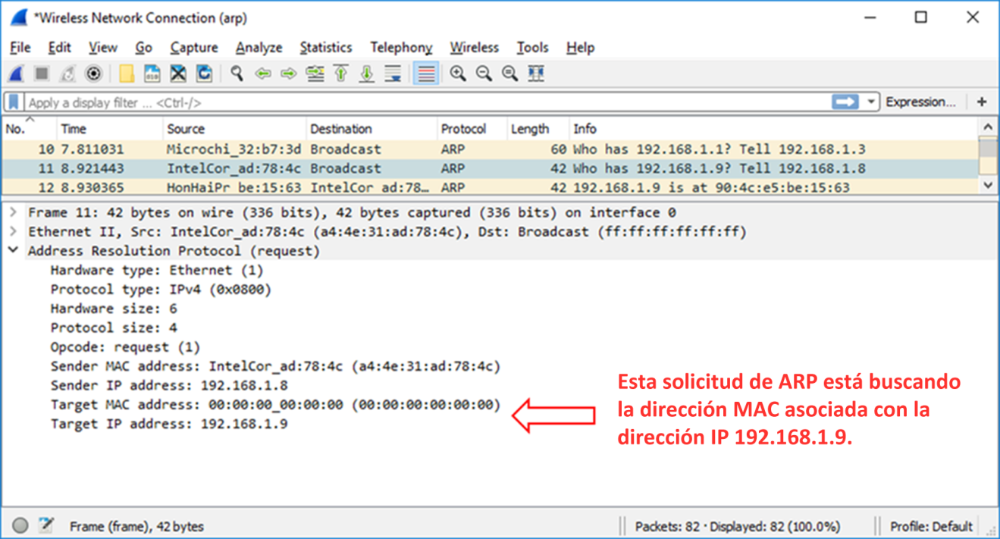 *Wireless Network Connection (arp)
File Edit View Go Capture Analyze Statistics Telephony Wireless Tools Help
Apply a display filter ... <Ctrl-/> Expression... +
No. Time Source Destination Protocol Length Info
10 7.811031 Microchi_32:b7:3d Broadcast ARP 60 Who has 192.168.1.1? Tell 192.168.1.3
11 8.921443 IntelCor_ad:78:4c Broadcast ARP 42 Who has 192.168.1.9? Tell 192.168.1.8
12 8.930365 HonHaiPr_be:15:63 IntelCor_ad:78… ARP 42 192.168.1.9 is at 90:4c:e5:be:15:63
Frame 11: 42 bytes on wire (336 bits), 42 bytes captured (336 bits) on interface 0
Ethernet II, Src: IntelCor_ad:78:4c (a4:4e:31:ad:78:4c), Dst: Broadcast (ff:ff:ff:ff:ff:ff)
Address Resolution Protocol (request)
Hardware type: Ethernet (1)
Protocol type: IPv4 (0x0800)
Hardware size: 6
Protocol size: 4
Opcode: request (1)
Sender MAC address: IntelCor_ad:78:4c (a4:4e:31:ad:78:4c)
Sender IP address: 192.168.1.8
Target MAC address: 00:00:00_00:00:00 (00:00:00:00:00:00)
Target IP address: 192.168.1.9
Esta solicitud de ARP está buscando
la dirección MAC asociada con la
dirección IP 192.168.1.9.
Frame (frame), 42 bytes Packets: 82 · Displayed: 82 (100.0%) Profile: Default